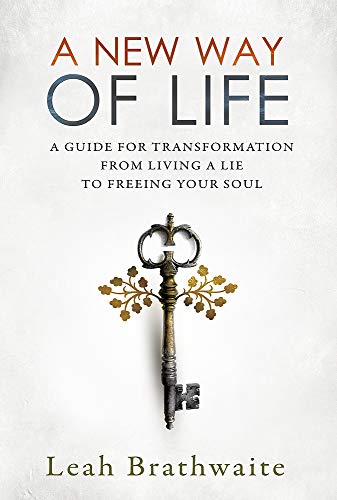 A NEW WAY
OF LIFE
A GUIDE FOR TRANSFORMATION
FROM LIVING A LIE
TO FREEING YOUR SOUL
Leah Brathwaite